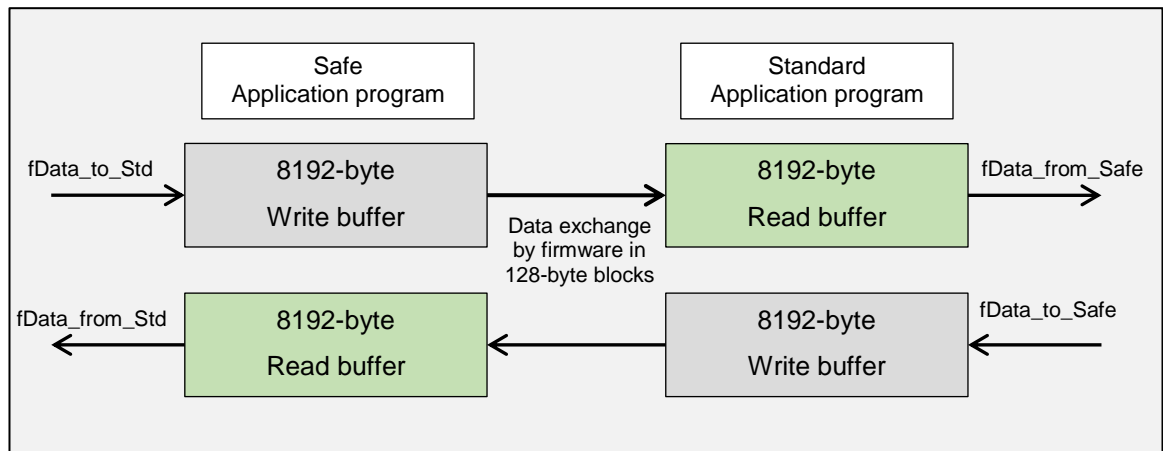 Safe
Application program
Standard
Application program
fData_to_Std
8192-byte
Write buffer
Data exchange
by firmware in
128-byte blocks
8192-byte
Read buffer
fData_from_Safe
fData_from_Std
8192-byte
Read buffer
8192-byte
Write buffer
fData_to_Safe